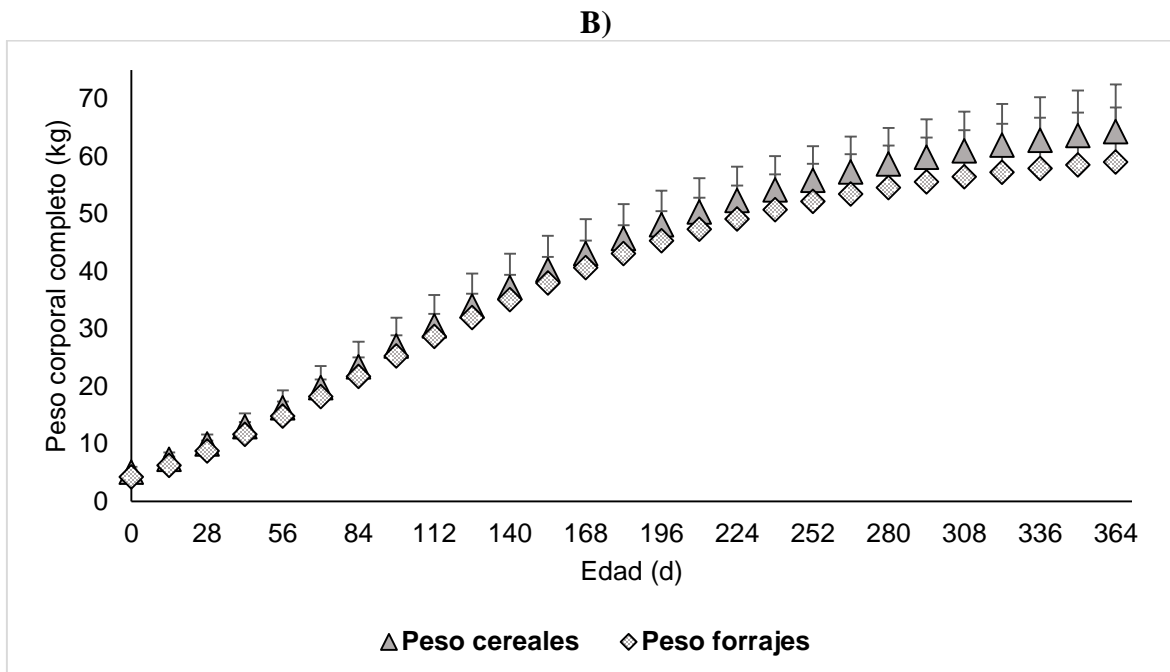 B)
Peso corporal completo (kg)
70
60
50
40
30
20
10
0
0 28 56 84 112 140 168 196 224 252 280 308 336 364
Edad (d)
Peso cereales Peso forrajes